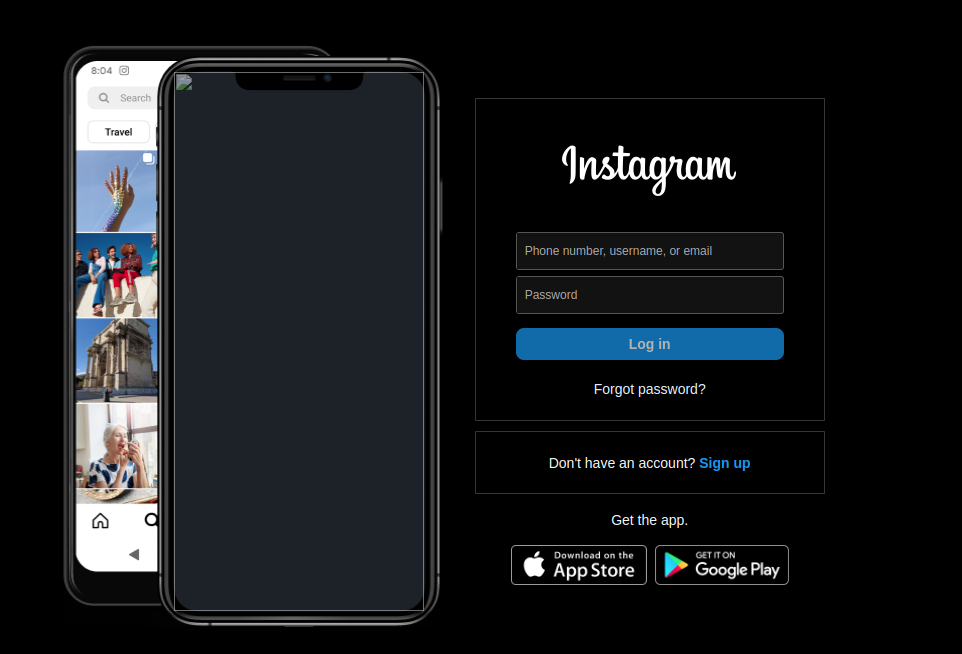 8:04
Search
Travel
Instagram
Phone number, username, or email
Password
Log in
Forgot password?
Don't have an account? Sign up
Get the app.
Download on the
App Store
GET IT ON
Google Play